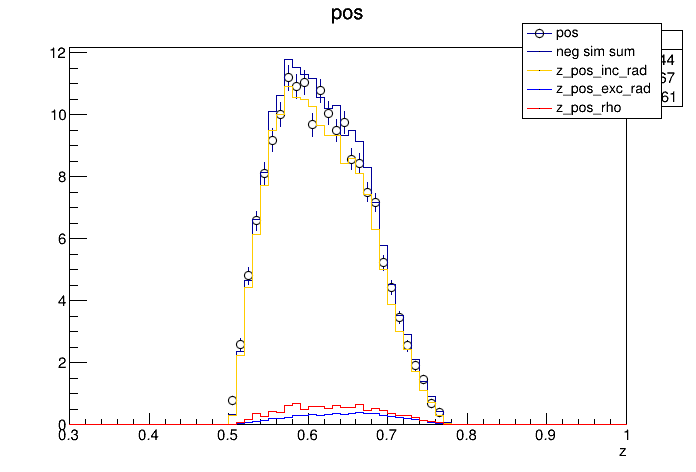 pos
pos
neg sim sum
z_pos_inc_rad
z_pos_exc_rad
z_pos_rho
44
67
61
12
10
8
6
4
2
0
0.3 0.4 0.5 0.6 0.7 0.8 0.9 1
z